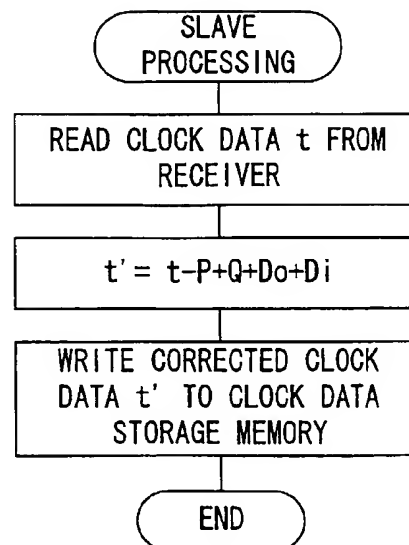 SLAVE
PROCESSING
READ CLOCK DATA t FROM
RECEIVER
t'= t-P+Q+Do+Di
WRITE CORRECTED CLOCK
DATA t' TO CLOCK DATA
STORAGE MEMORY
END